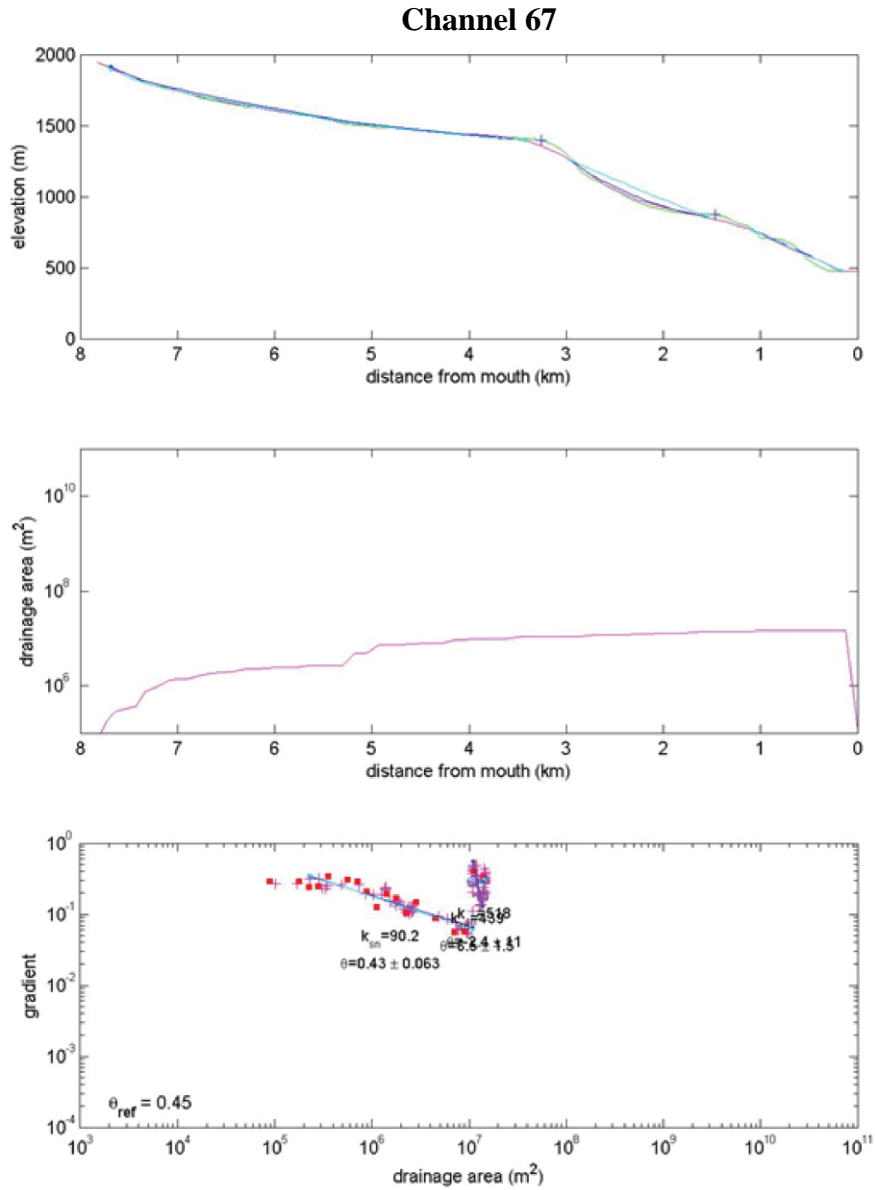 Channel 67
2000
1500
1000
500
0
elevation (m)
8 7 6 5 4 3 2 1 0
distance from mouth (km)
10^10
10^8
10^6
drainage area (m^2)
8 7 6 5 4 3 2 1 0
distance from mouth (km)
10^0
10^-1
10^-2
10^-3
10^-4
gradient
k_sn=90.2
θ=0.43 ± 0.063
θ_ref = 0.45
10^3 10^4 10^5 10^6 10^7 10^8 10^9 10^10 10^11
drainage area (m^2)